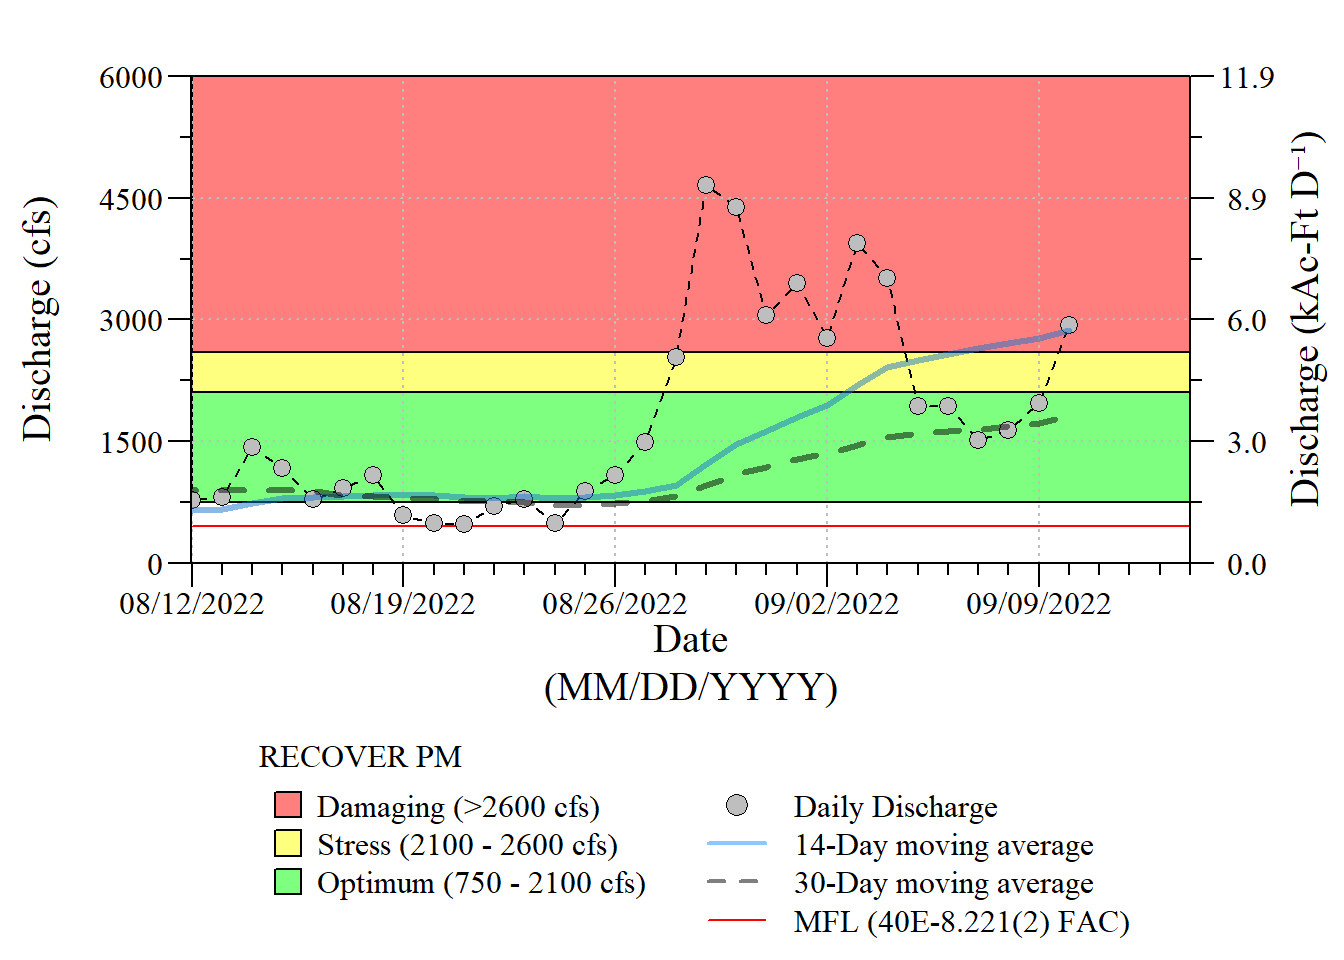 6000
4500
3000
1500
0
Discharge (cfs)
11.9
8.9
6.0
3.0
0.0
Discharge (kAc-Ft D⁻¹)
08/12/2022
08/19/2022
08/26/2022
09/02/2022
09/09/2022
Date
(MM/DD/YYYY)
RECOVER PM
Damaging (>2600 cfs)
Stress (2100 - 2600 cfs)
Optimum (750 - 2100 cfs)
Daily Discharge
14-Day moving average
30-Day moving average
MFL (40E-8.221(2) FAC)